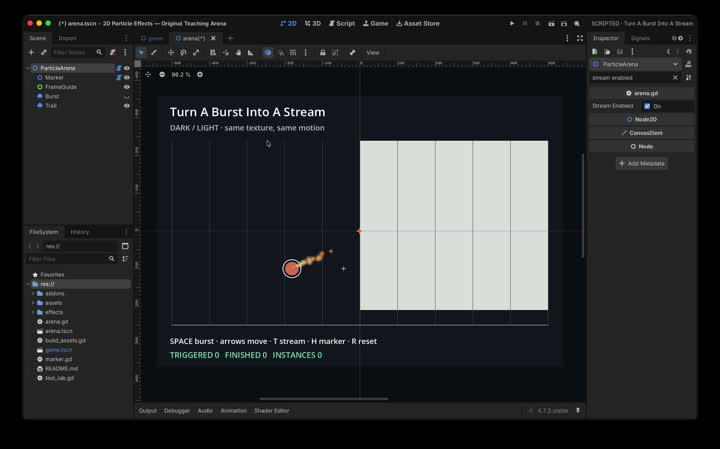 (*) arena.tscn - 2D Particle Effects — Original Teaching Arena
2D 3D Script Game Asset Store
SCRIPTED · Turn A Burst Into A Stream
Scene Import
game arena(*)
Inspector Signals
Filter Nodes
View
ParticleArena
ParticleArena
Marker
FrameGuide
Burst
Trail
96.2 %
stream enabled
arena.gd
Stream Enabled On
Node2D
CanvasItem
Node
Add Metadata
Turn A Burst Into A Stream
DARK / LIGHT · same texture, same motion
SPACE burst · arrows move · T stream · H marker · R reset
TRIGGERED 0 FINISHED 0 INSTANCES 0
FileSystem History
res://
Filter Files
Favorites
res://
addons
assets
effects
arena.gd
arena.tscn
build_assets.gd
game.tscn
marker.gd
README.md
test_lab.gd
Output Debugger Audio Animation Shader Editor
4.7.2.stable